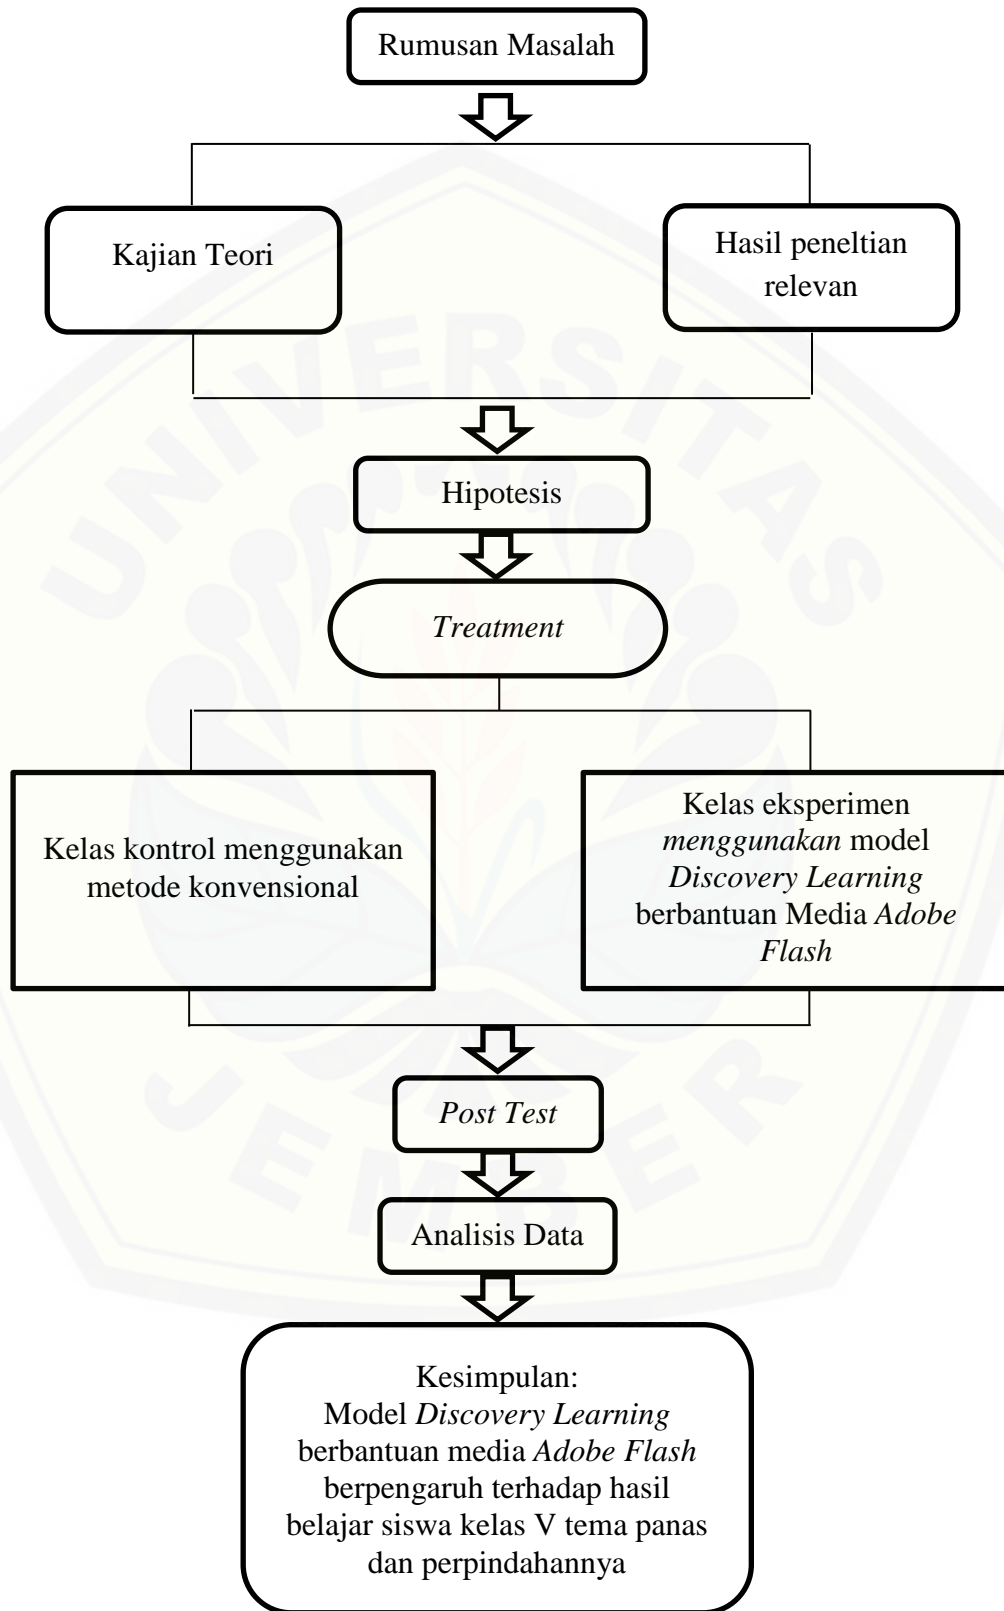 Rumusan Masalah
Kajian Teori
Hasil peneltian
relevan
Hipotesis
Treatment
Kelas kontrol menggunakan
metode konvensional
Kelas eksperimen
menggunakan model
Discovery Learning
berbantuan Media Adobe
Flash
Post Test
Analisis Data
Kesimpulan:
Model Discovery Learning
berbantuan media Adobe Flash
berpengaruh terhadap hasil
belajar siswa kelas V tema panas
dan perpindahannya
UNIVERSITAS
JEMBER